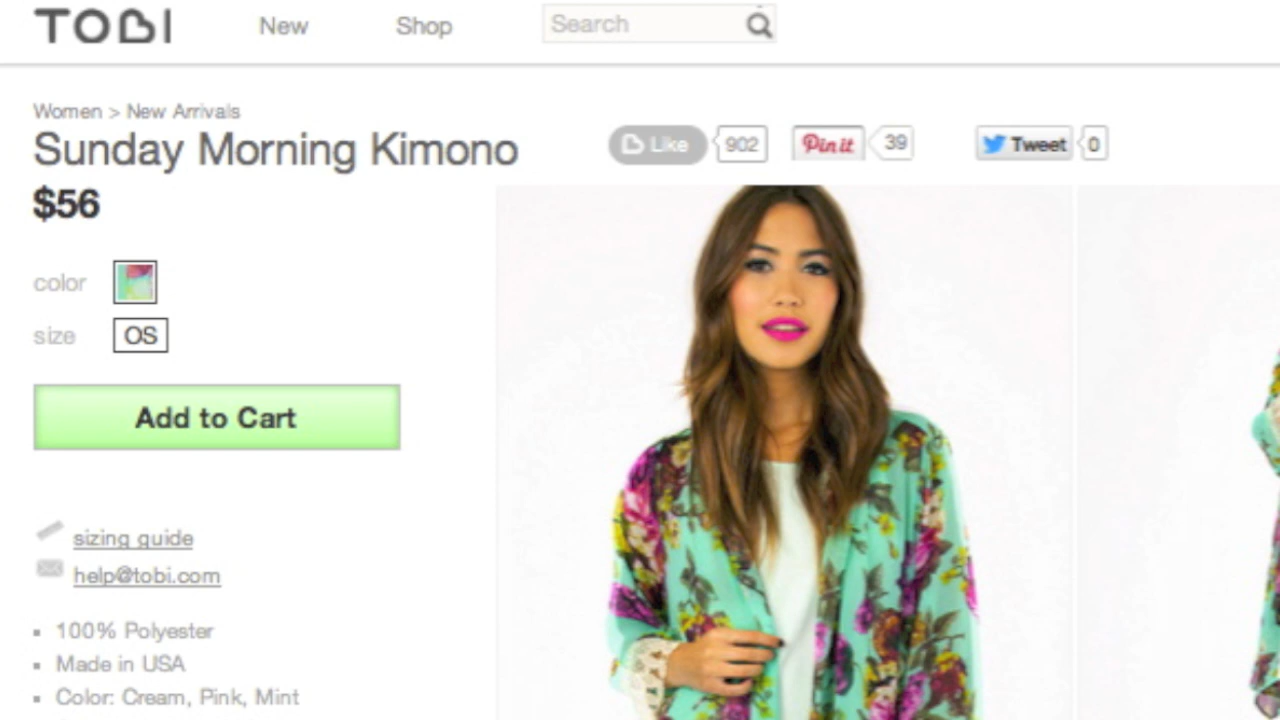 TOBI New Shop Search
Women > New Arrivals
Sunday Morning Kimono
Like 902 Pin it 39 Tweet 0
$56
color
size OS
Add to Cart
sizing guide
help@tobi.com
100% Polyester
Made in USA
Color: Cream, Pink, Mint